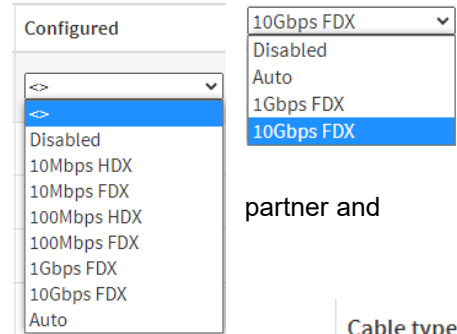 Configured
<>
<>
Disabled
10Mbps HDX
10Mbps FDX
100Mbps HDX
100Mbps FDX
1Gbps FDX
10Gbps FDX
Auto
10Gbps FDX
Disabled
Auto
1Gbps FDX
10Gbps FDX
partner and
Cable type